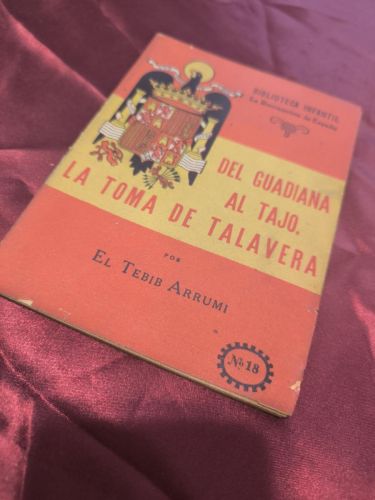 BIBLIOTECA INFANTIL
La Reconquista de España
DEL GUADIANA
AL TAJO.
LA TOMA DE TALAVERA
POR
EL TEBIB ARRUMI
Nº 18